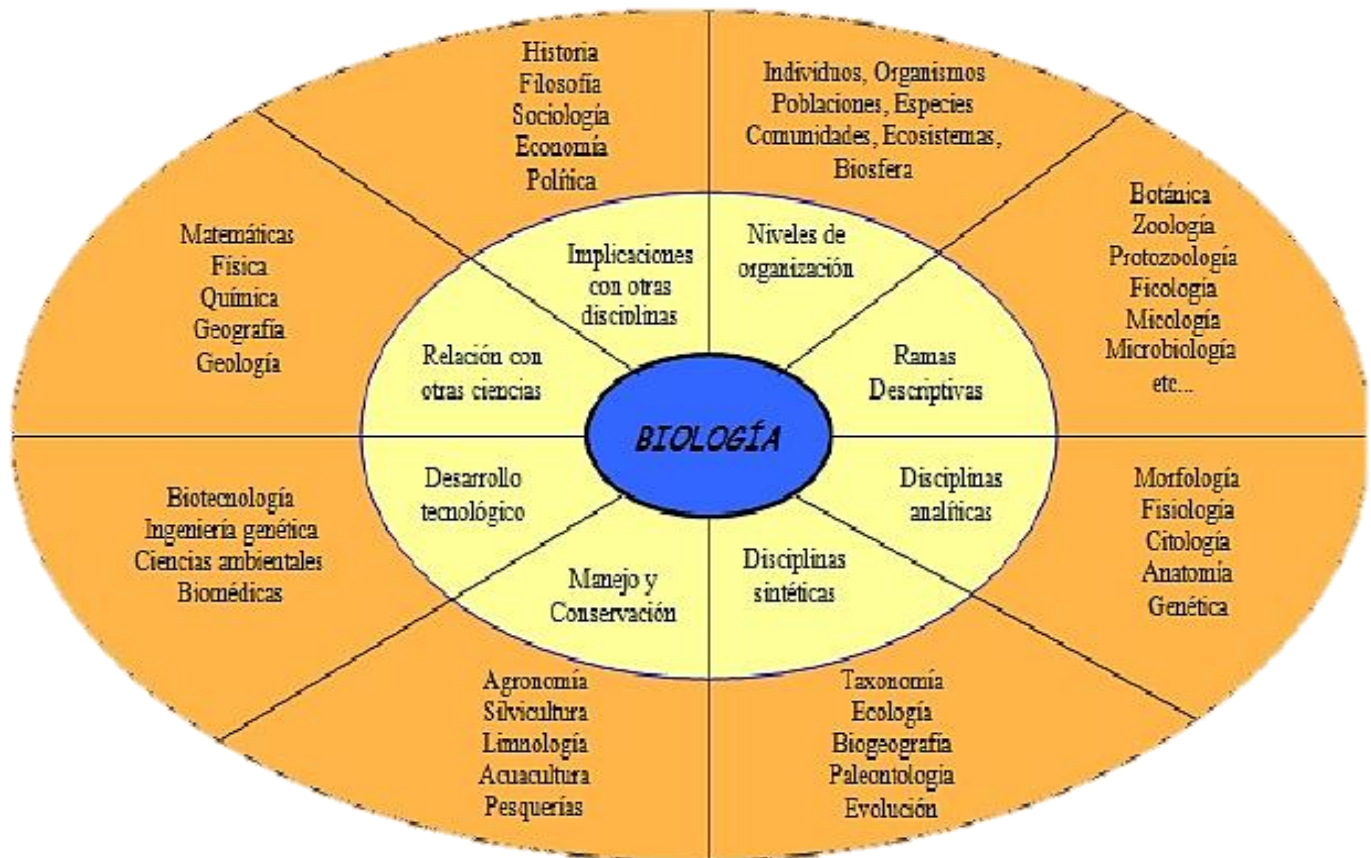 BIOLOGÍA
Niveles de
organización
Individuos, Organismos
Poblaciones, Especies
Comunidades, Ecosistemas,
Biosfera
Ramas
Descriptivas
Botánica
Zoología
Protozoología
Ficología
Micología
Microbiología
etc...
Disciplinas
analíticas
Morfología
Fisiología
Citología
Anatomía
Genética
Disciplinas
sintéticas
Taxonomía
Ecología
Biogeografía
Paleontología
Evolución
Manejo y
Conservación
Agronomía
Silvicultura
Limnología
Acuacultura
Pesquerías
Desarrollo
tecnológico
Biotecnología
Ingeniería genética
Ciencias ambientales
Biomédicas
Relación con
otras ciencias
Matemáticas
Física
Química
Geografía
Geología
Implicaciones
con otras
disciplinas
Historia
Filosofía
Sociología
Economía
Política